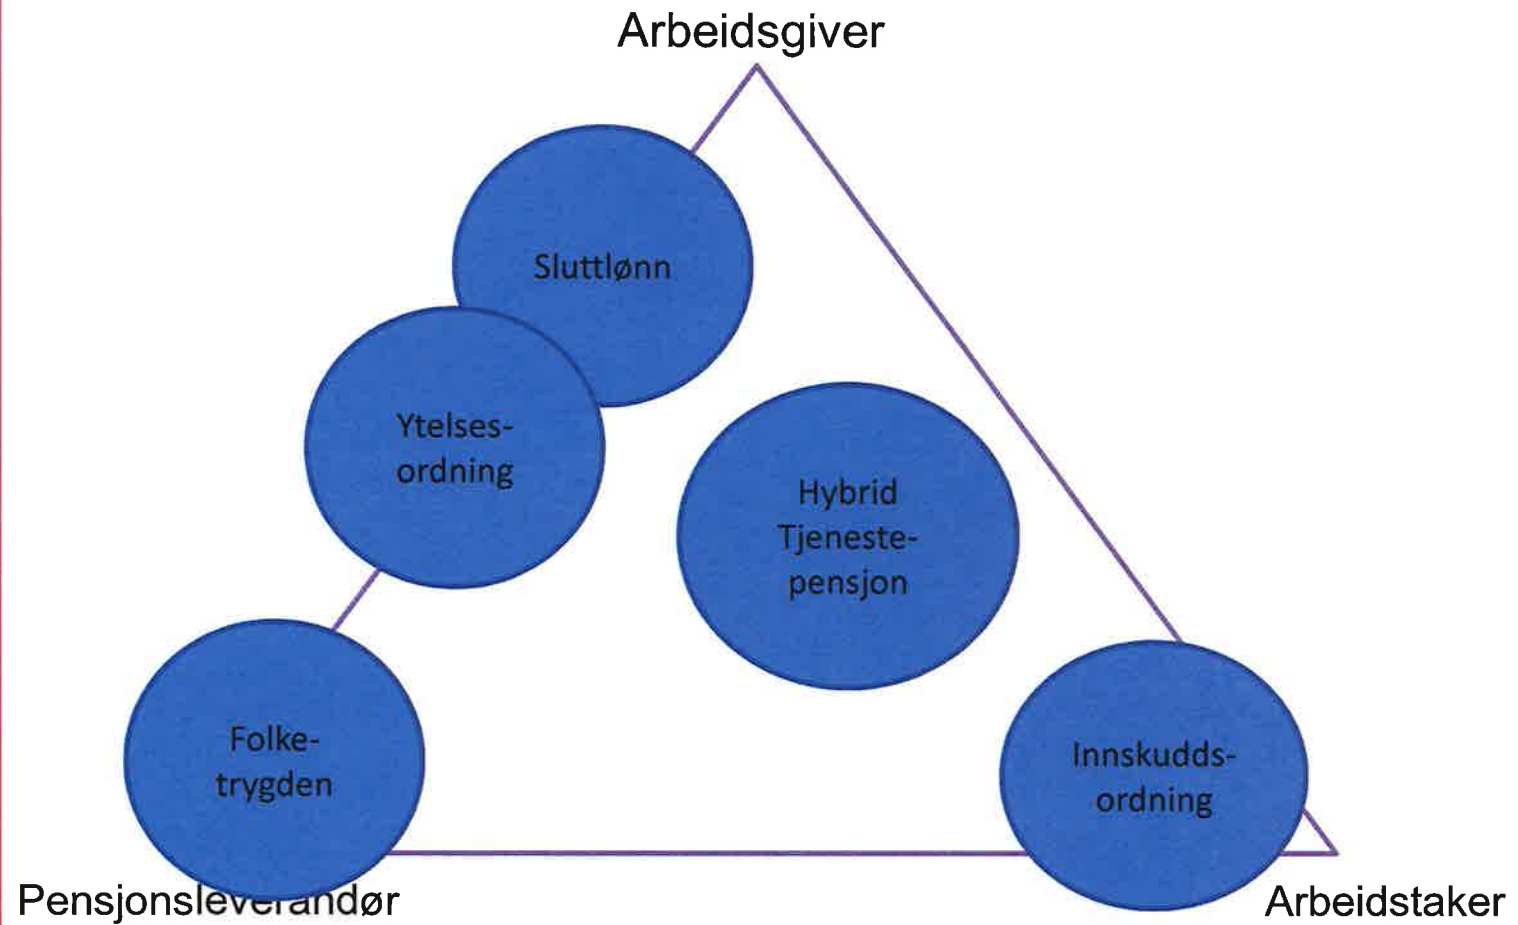 Arbeidsgiver
Sluttlønn
Ytelses-
ordning
Hybrid
Tjeneste-
pensjon
Folke-
trygden
Innskudds-
ordning
Pensjonsleverandør
Arbeidstaker